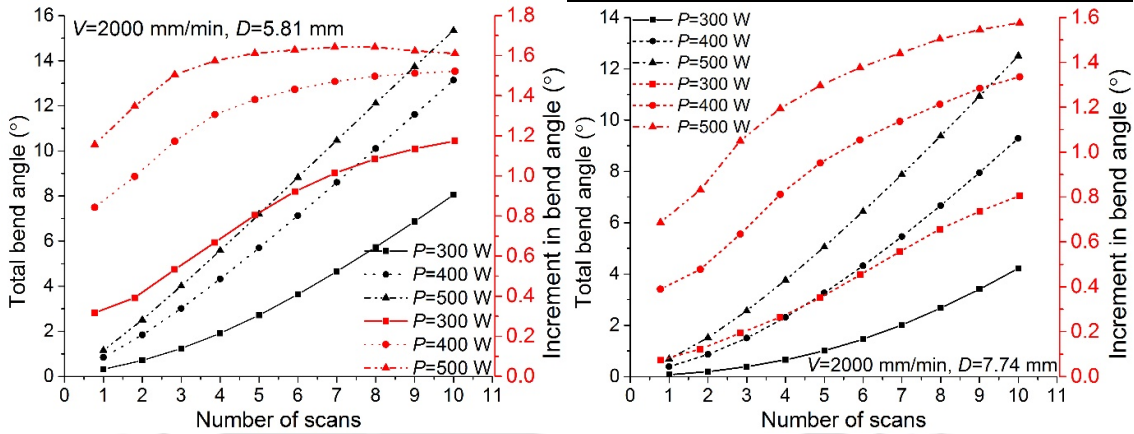 V=2000 mm/min, D=5.81 mm
Total bend angle (°)
16
14
12
10
8
6
4
2
0
P=300 W
P=400 W
P=500 W
P=300 W
P=400 W
P=500 W
0 1 2 3 4 5 6 7 8 9 10 11
Number of scans
1.8
1.6
1.4
1.2
1.0
0.8
0.6
0.4
0.2
0.0
Increment in bend angle (°)
Total bend angle (°)
14
12
10
8
6
4
2
0
P=300 W
P=400 W
P=500 W
P=300 W
P=400 W
P=500 W
V=2000 mm/min, D=7.74 mm
0 1 2 3 4 5 6 7 8 9 10 11
Number of scans
1.6
1.4
1.2
1.0
0.8
0.6
0.4
0.2
0.0
Increment in bend angle (°)